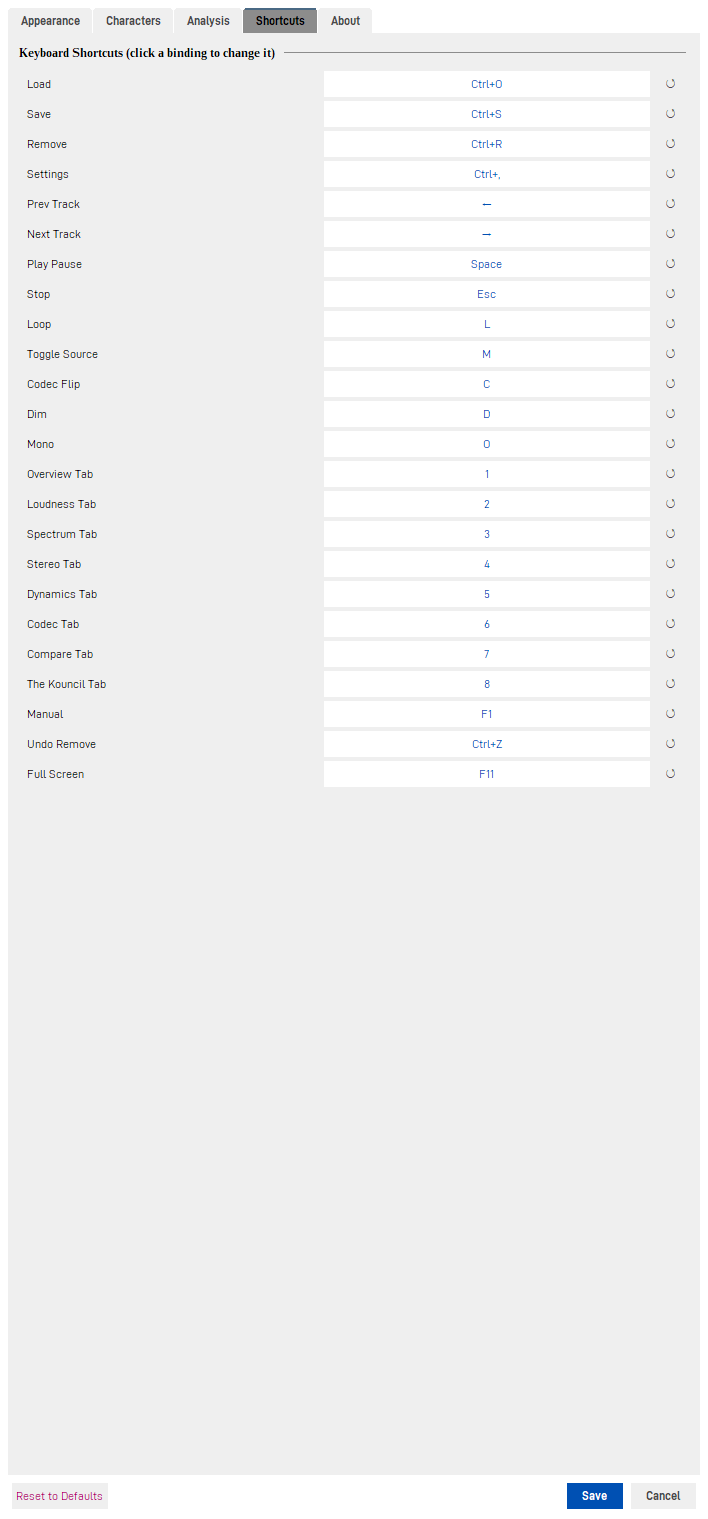 Appearance Characters Analysis Shortcuts About
Keyboard Shortcuts (click a binding to change it)
Load Ctrl+O
Save Ctrl+S
Remove Ctrl+R
Settings Ctrl+,
Prev Track ←
Next Track →
Play Pause Space
Stop Esc
Loop L
Toggle Source M
Codec Flip C
Dim D
Mono O
Overview Tab 1
Loudness Tab 2
Spectrum Tab 3
Stereo Tab 4
Dynamics Tab 5
Codec Tab 6
Compare Tab 7
The Kouncil Tab 8
Manual F1
Undo Remove Ctrl+Z
Full Screen F11
Reset to Defaults Save Cancel